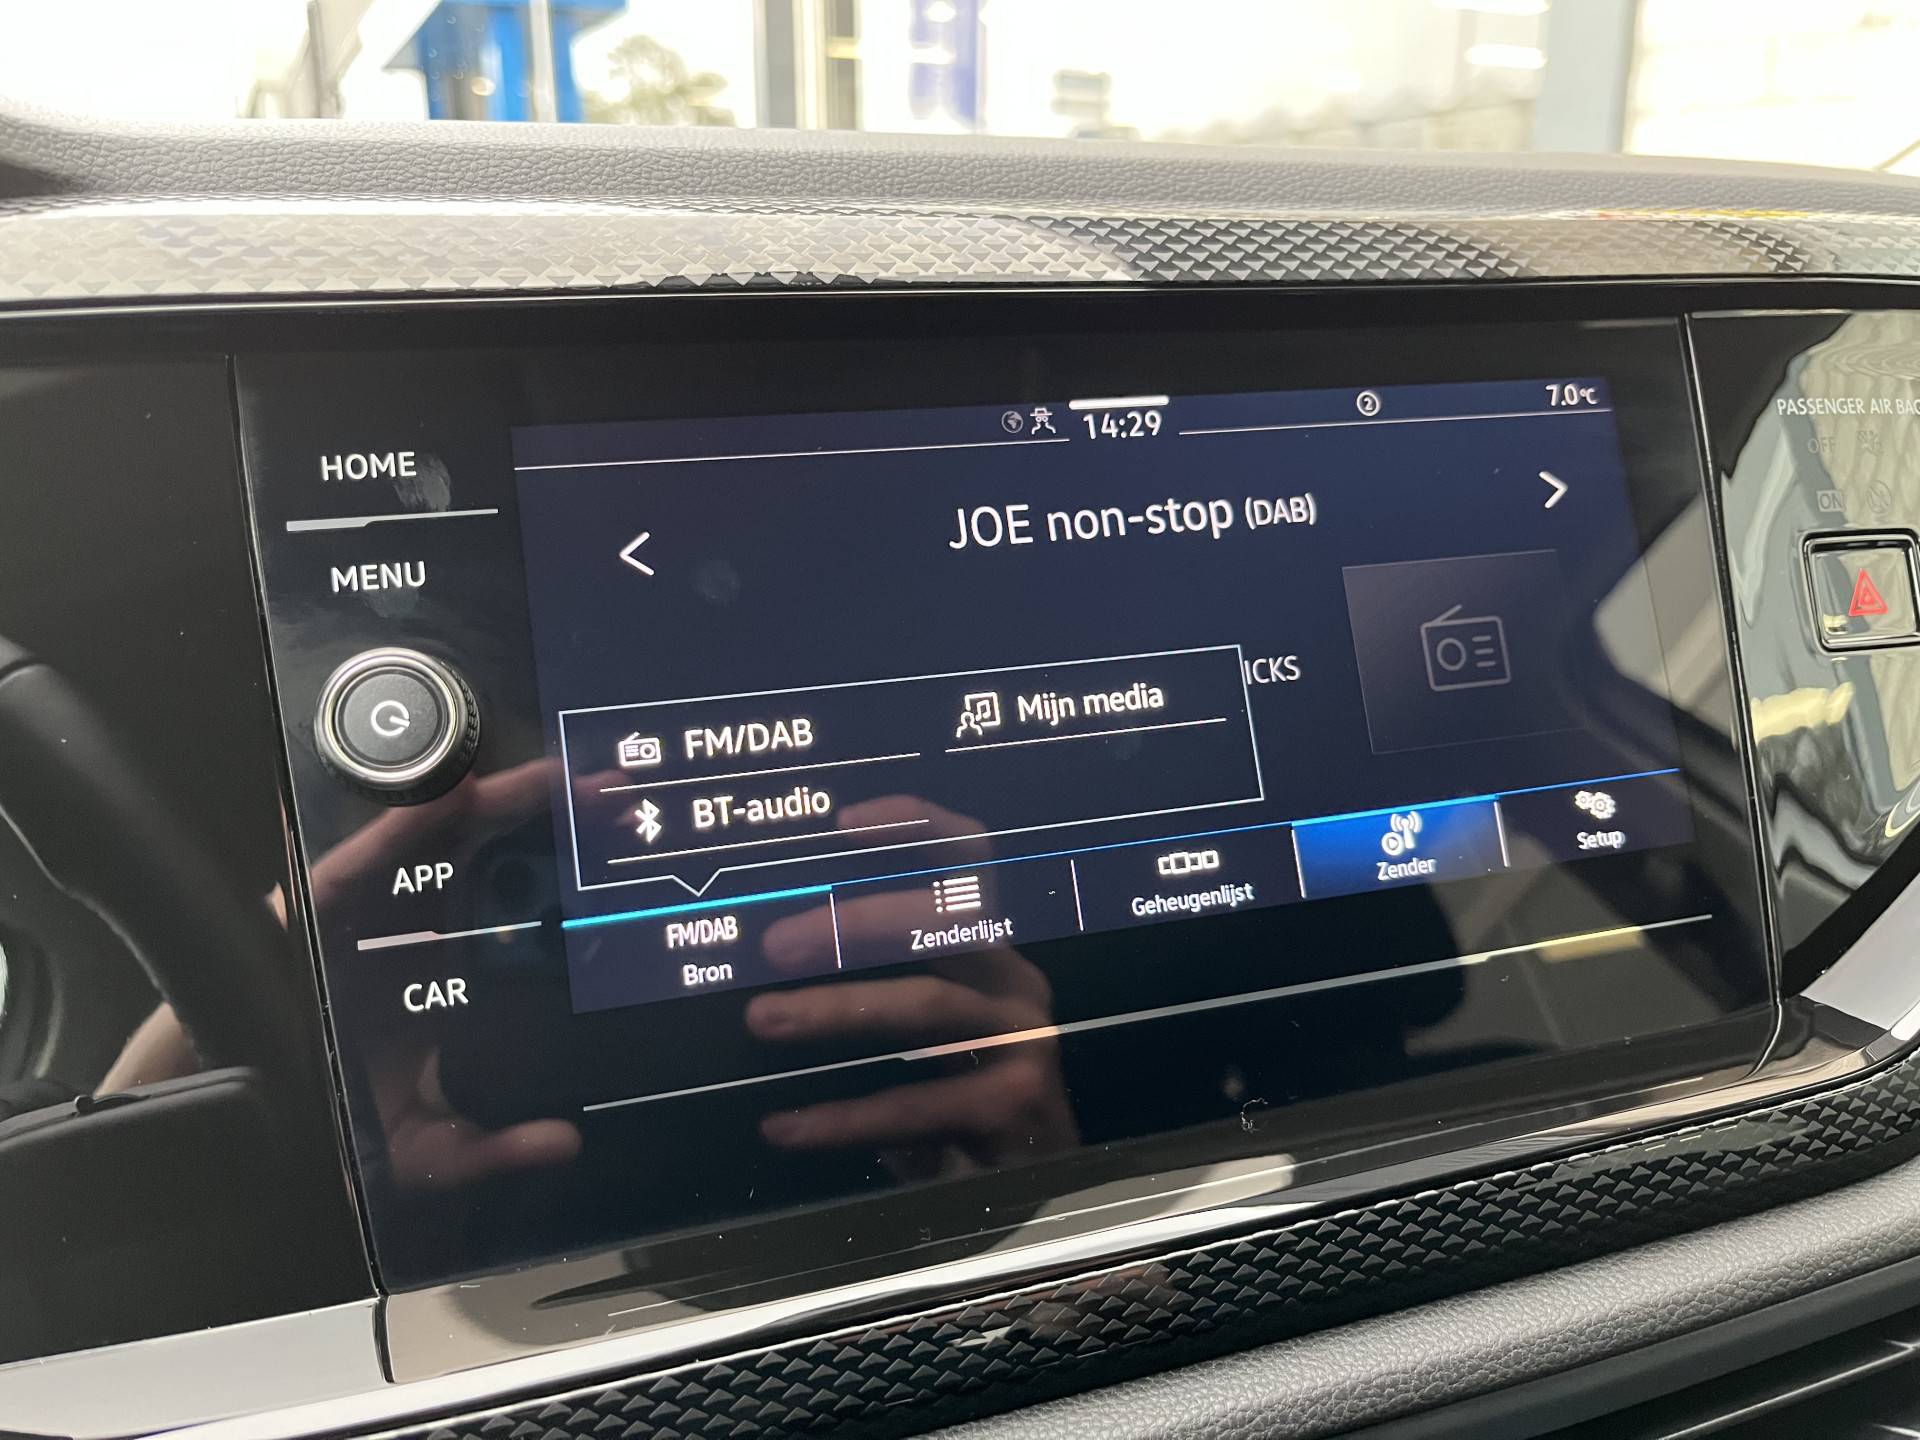 14:29
2
7.0°C
PASSENGER AIR BAG
OFF
ON
HOME
MENU
APP
CAR
JOE non-stop (DAB)
ICKS
FM/DAB
Mijn media
BT-audio
FM/DAB
Bron
Zenderlijst
Geheugenlijst
Zender
Setup